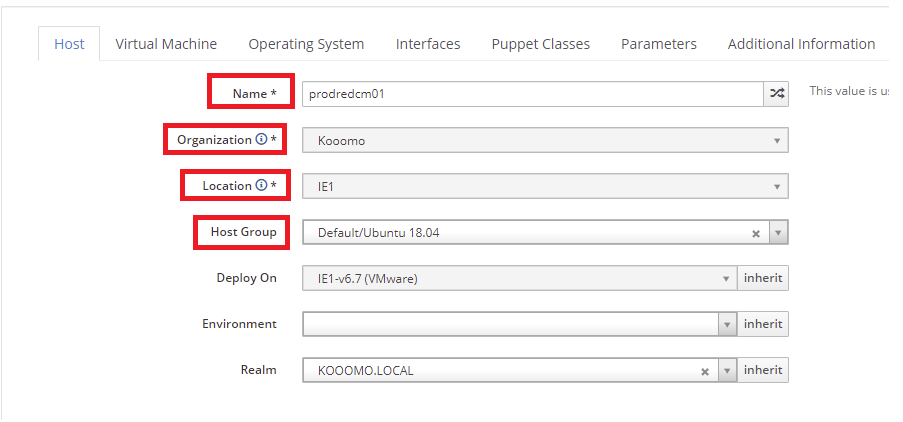 Host Virtual Machine Operating System Interfaces Puppet Classes Parameters Additional Information
Name * prodredcm01 This value is
Organization * Kooomo
Location * IE1
Host Group Default/Ubuntu 18.04
Deploy On IE1-v6.7 (VMware) inherit
Environment inherit
Realm KOOOMO.LOCAL inherit